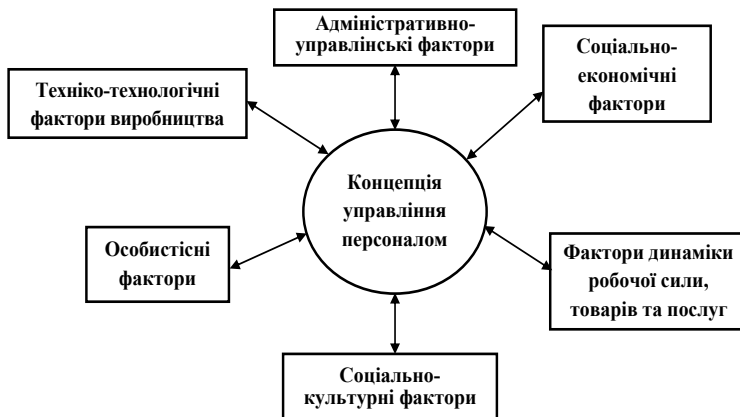 Адміністративно-
управлінські фактори
Соціально-
економічні
фактори
Техніко-технологічні
фактори виробництва
Концепція
управління
персоналом
Особистісні
фактори
Фактори динаміки
робочої сили,
товарів та послуг
Соціально-
культурні фактори